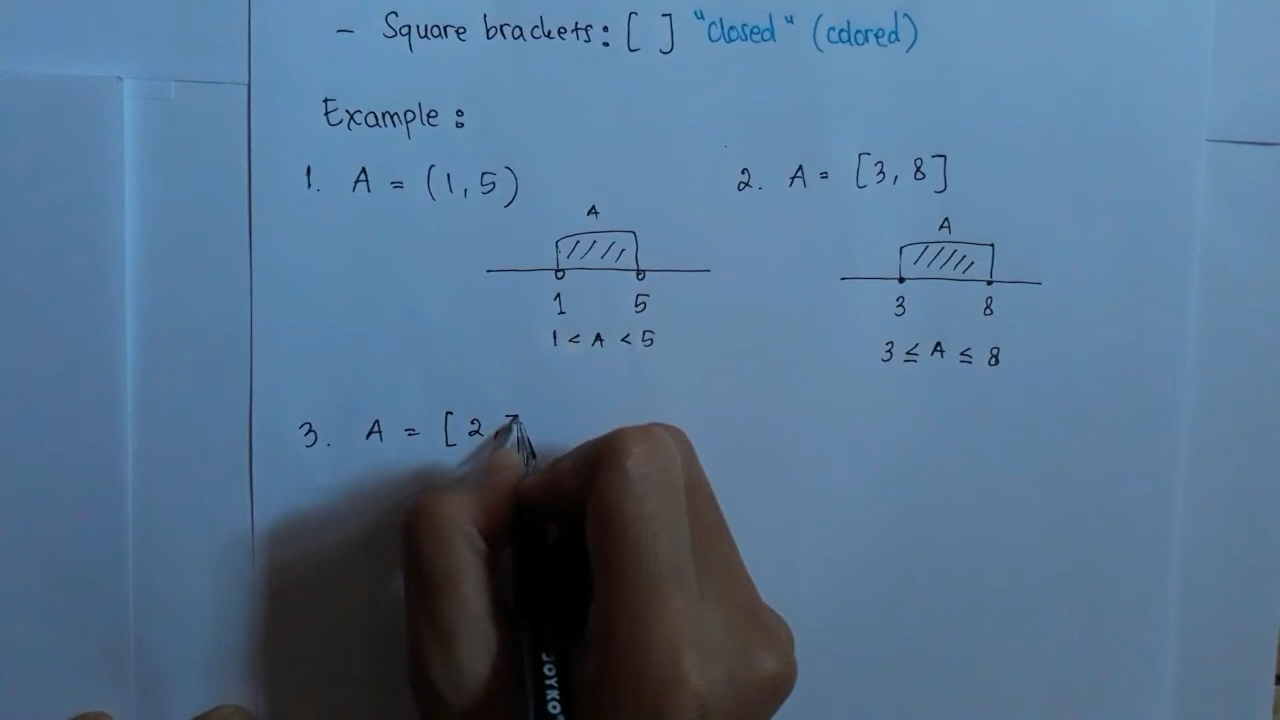 - Square brackets: [ ] "closed" (colored)
Example:
1. A = (1,5)
A
1 5
1 < A < 5
2. A = [3, 8]
A
3 8
3 ≤ A ≤ 8
3. A = [2,
JOYKO